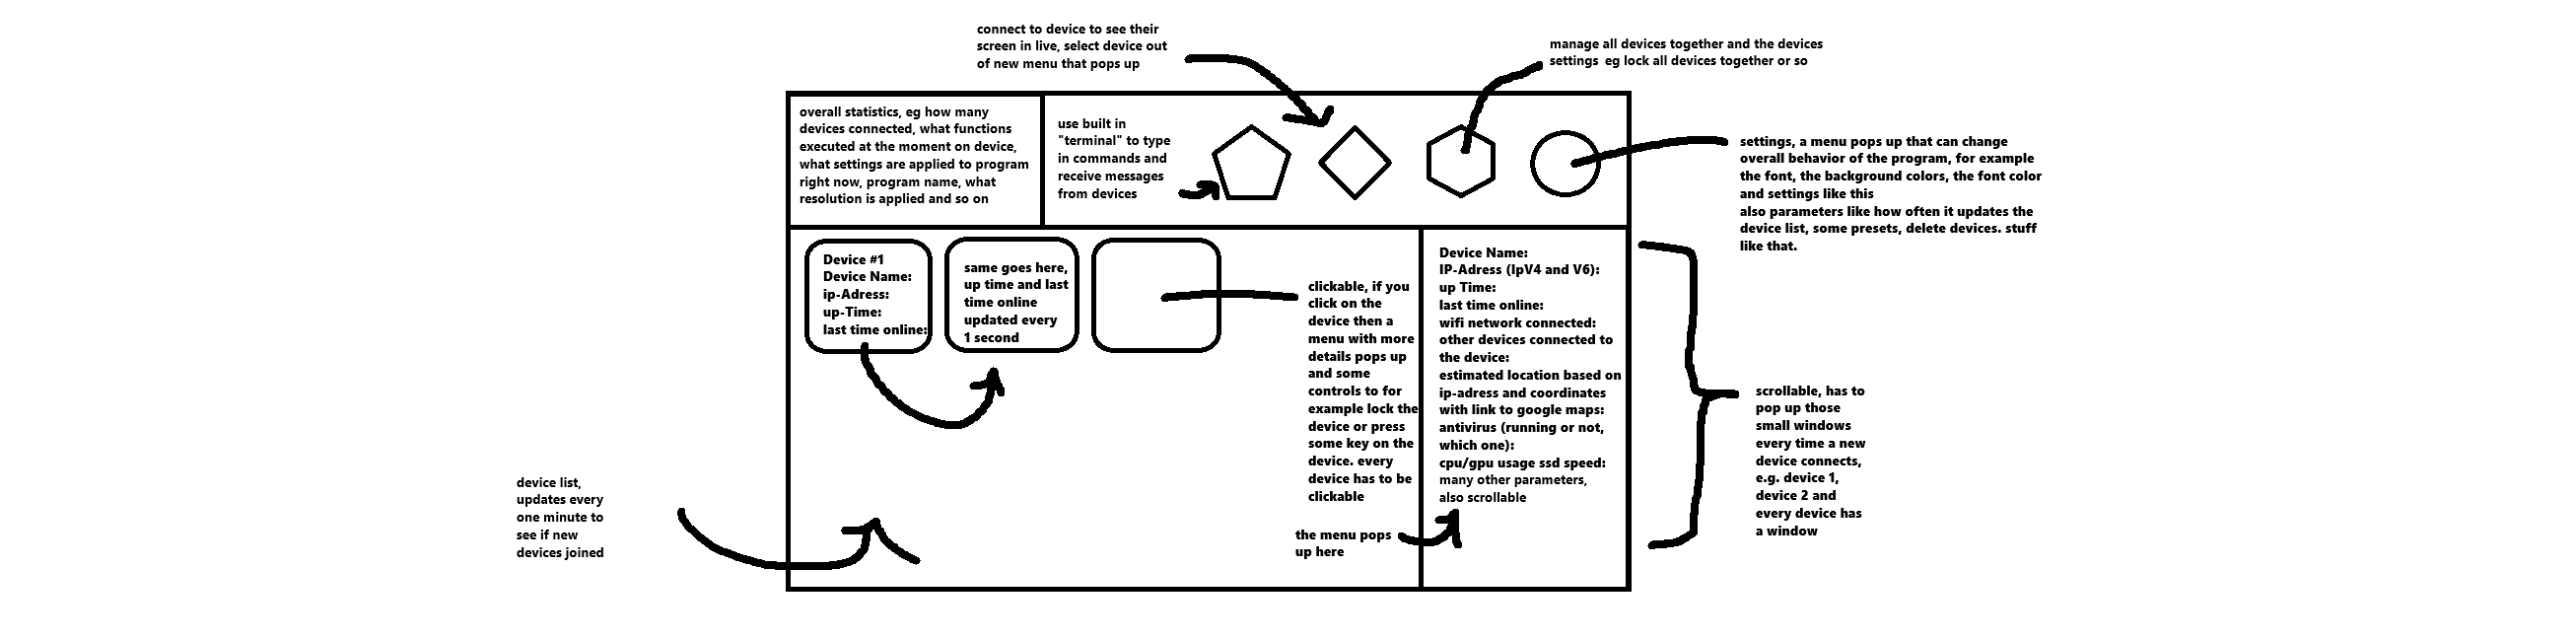 connect to device to see their
screen in live, select device out
of new menu that pops up
manage all devices together and the devices
settings  eg lock all devices together or so
overall statistics, eg how many
devices connected, what functions
executed at the moment on device,
what settings are applied to program
right now, program name, what
resolution is applied and so on
use built in
"terminal" to type
in commands and
receive messages
from devices
settings, a menu pops up that can change
overall behavior of the program, for example
the font, the background colors, the font color
and settings like this
also parameters like how often it updates the
device list, some presets, delete devices. stuff
like that.
Device #1
Device Name:
ip-Adress:
up-Time:
last time online:
same goes here,
up time and last
time online
updated every
1 second
clickable, if you
click on the
device then a
menu with more
details pops up
and some
controls to for
example lock the
device or press
some key on the
device. every
device has to be
clickable
Device Name:
IP-Adress (IpV4 and V6):
up Time:
last time online:
wifi network connected:
other devices connected to
the device:
estimated location based on
ip-adress and coordinates
with link to google maps:
antivirus (running or not,
which one):
cpu/gpu usage ssd speed:
many other parameters,
also scrollable
the menu pops
up here
scrollable, has to
pop up those
small windows
every time a new
device connects,
e.g. device 1,
device 2 and
every device has
a window
device list,
updates every
one minute to
see if new
devices joined